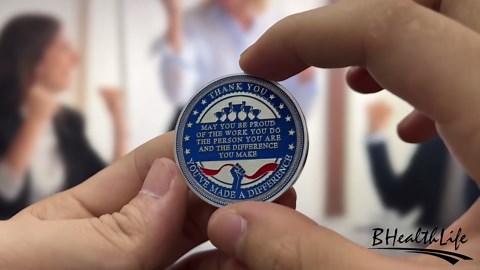 THANK YOU
MAY YOU BE PROUD
OF THE WORK YOU DO
THE PERSON YOU ARE
AND THE DIFFERENCE
YOU MAKE
YOU'VE MADE A DIFFERENCE
BHealthLife